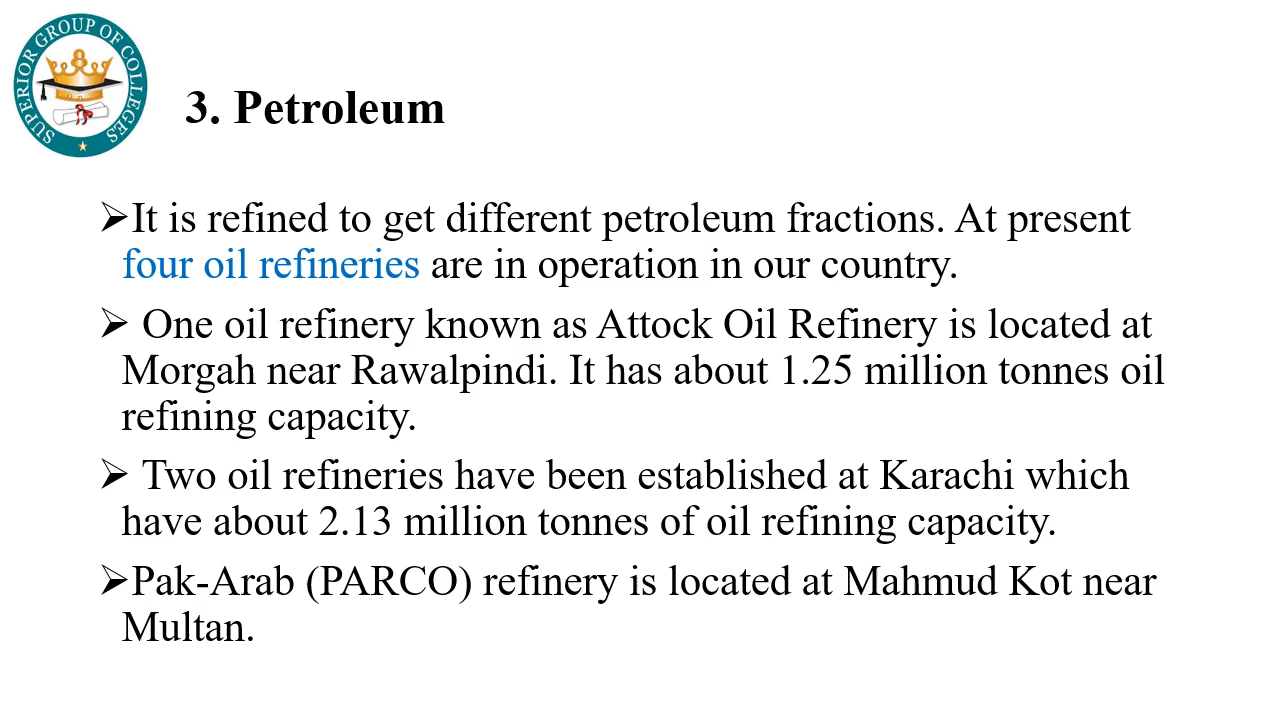 SUPERIOR GROUP OF COLLEGES
3. Petroleum
➢It is refined to get different petroleum fractions. At present
four oil refineries are in operation in our country.
➢ One oil refinery known as Attock Oil Refinery is located at
Morgah near Rawalpindi. It has about 1.25 million tonnes oil
refining capacity.
➢ Two oil refineries have been established at Karachi which
have about 2.13 million tonnes of oil refining capacity.
➢Pak-Arab (PARCO) refinery is located at Mahmud Kot near
Multan.